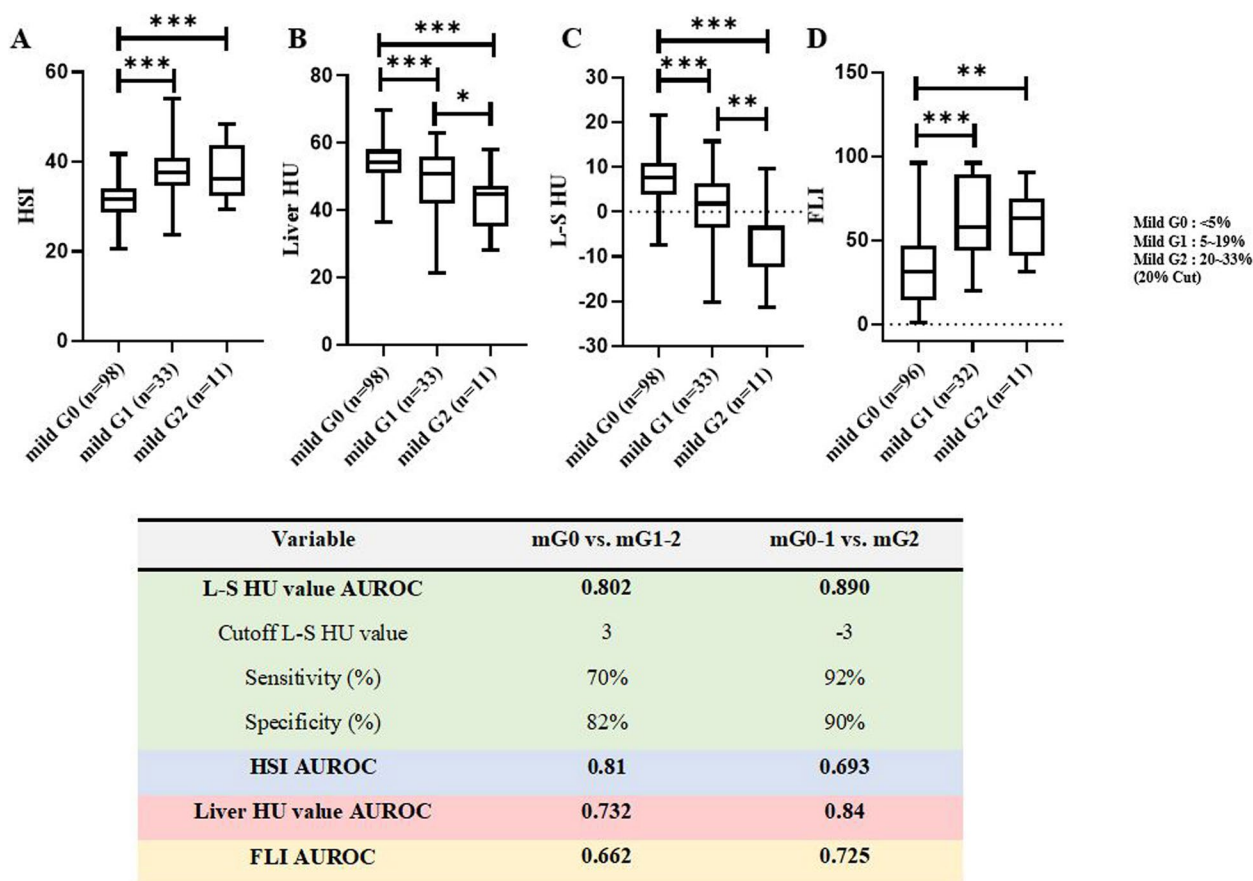 A
***
***
HSI
60
40
20
0
mild G0 (n=98)
mild G1 (n=33)
mild G2 (n=11)
B
***
***
*
Liver HU
80
60
40
20
0
mild G0 (n=98)
mild G1 (n=33)
mild G2 (n=11)
C
***
***
**
L-S HU
30
20
10
0
-10
-20
-30
mild G0 (n=98)
mild G1 (n=33)
mild G2 (n=11)
D
**
***
FLI
150
100
50
0
mild G0 (n=96)
mild G1 (n=32)
mild G2 (n=11)
Mild G0 : <5%
Mild G1 : 5~19%
Mild G2 : 20~33%
(20% Cut)
Variable mG0 vs. mG1-2 mG0-1 vs. mG2
L-S HU value AUROC 0.802 0.890
Cutoff L-S HU value 3 -3
Sensitivity (%) 70% 92%
Specificity (%) 82% 90%
HSI AUROC 0.81 0.693
Liver HU value AUROC 0.732 0.84
FLI AUROC 0.662 0.725